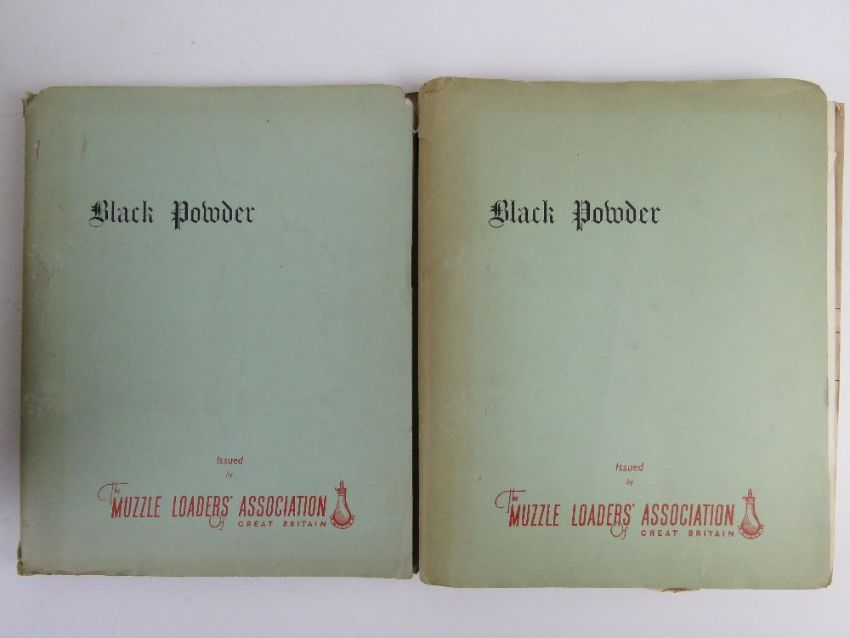 Black Powder
Issued
by
The
MUZZLE LOADERS' ASSOCIATION
of
GREAT BRITAIN
Black Powder
Issued
by
The
MUZZLE LOADERS' ASSOCIATION
of
GREAT BRITAIN